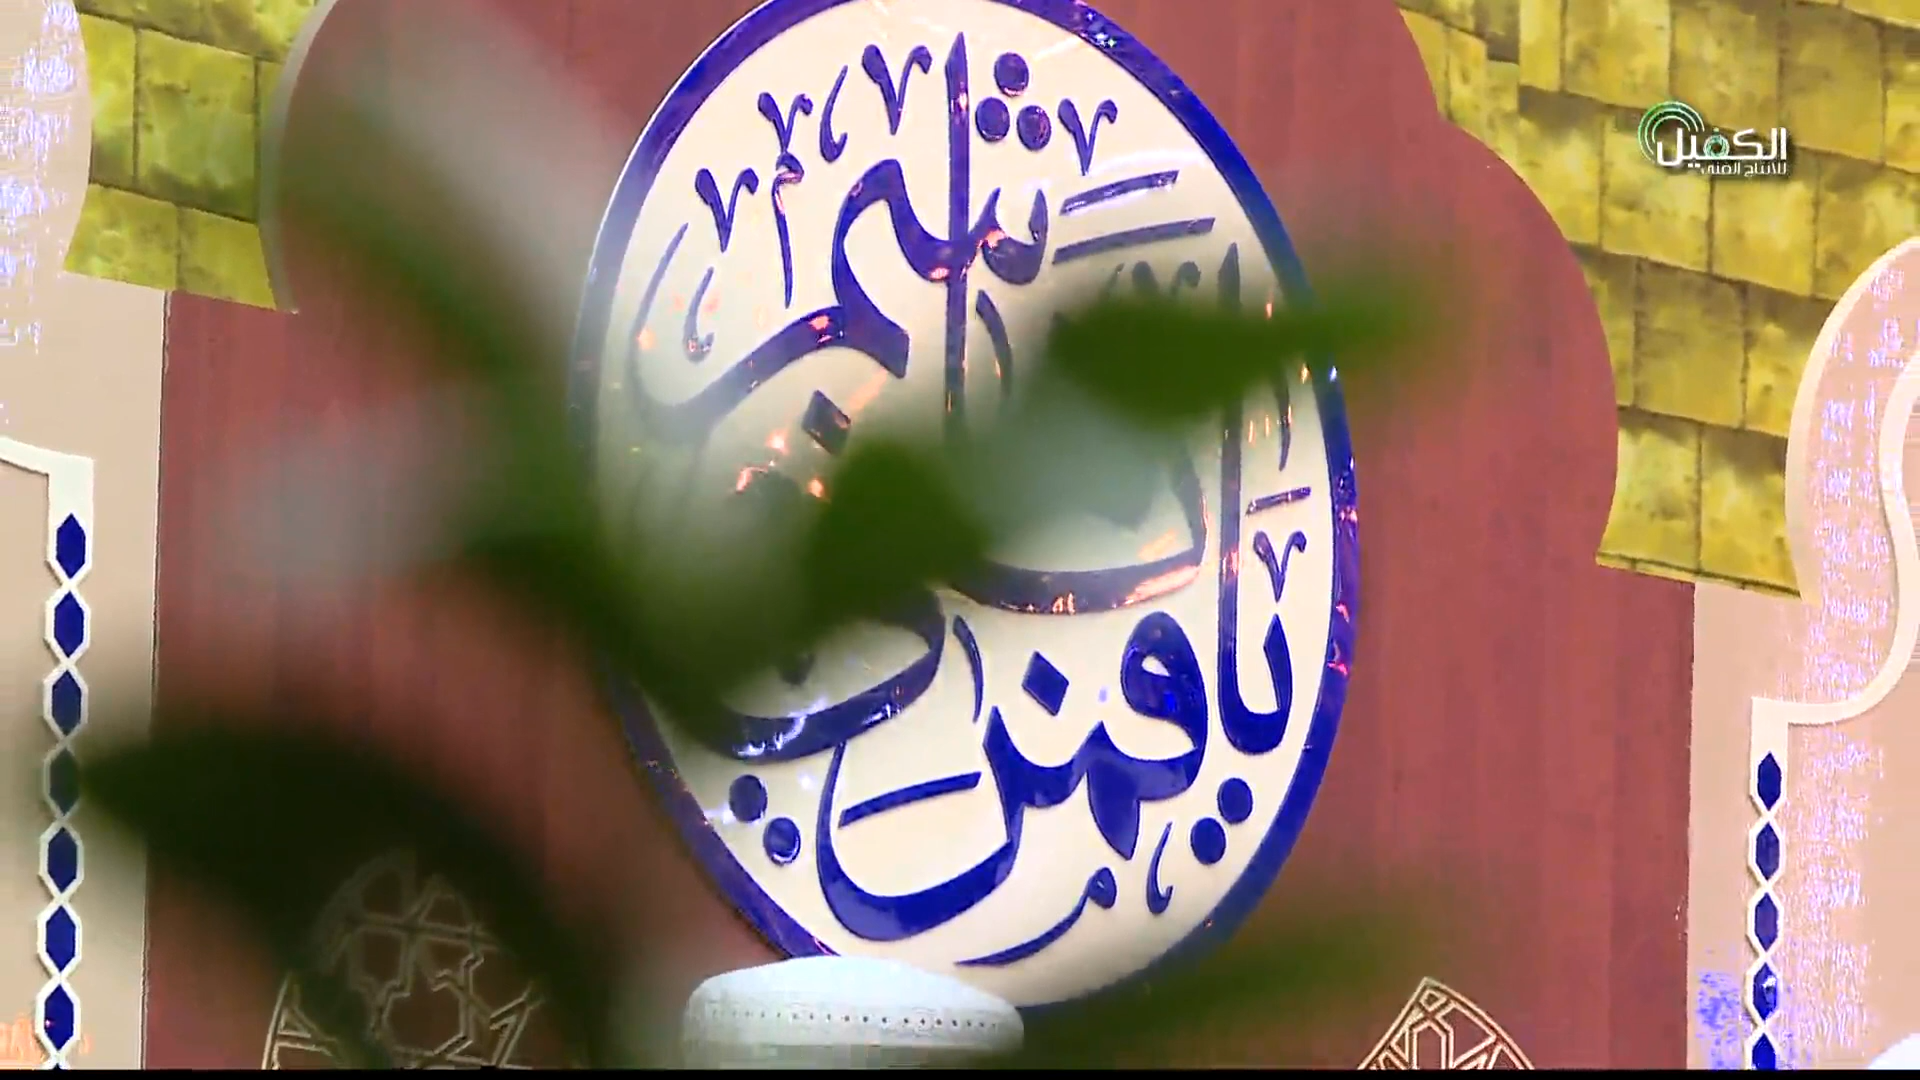 الكفيل
للانتاج الفني
يا قمر بني هاشم